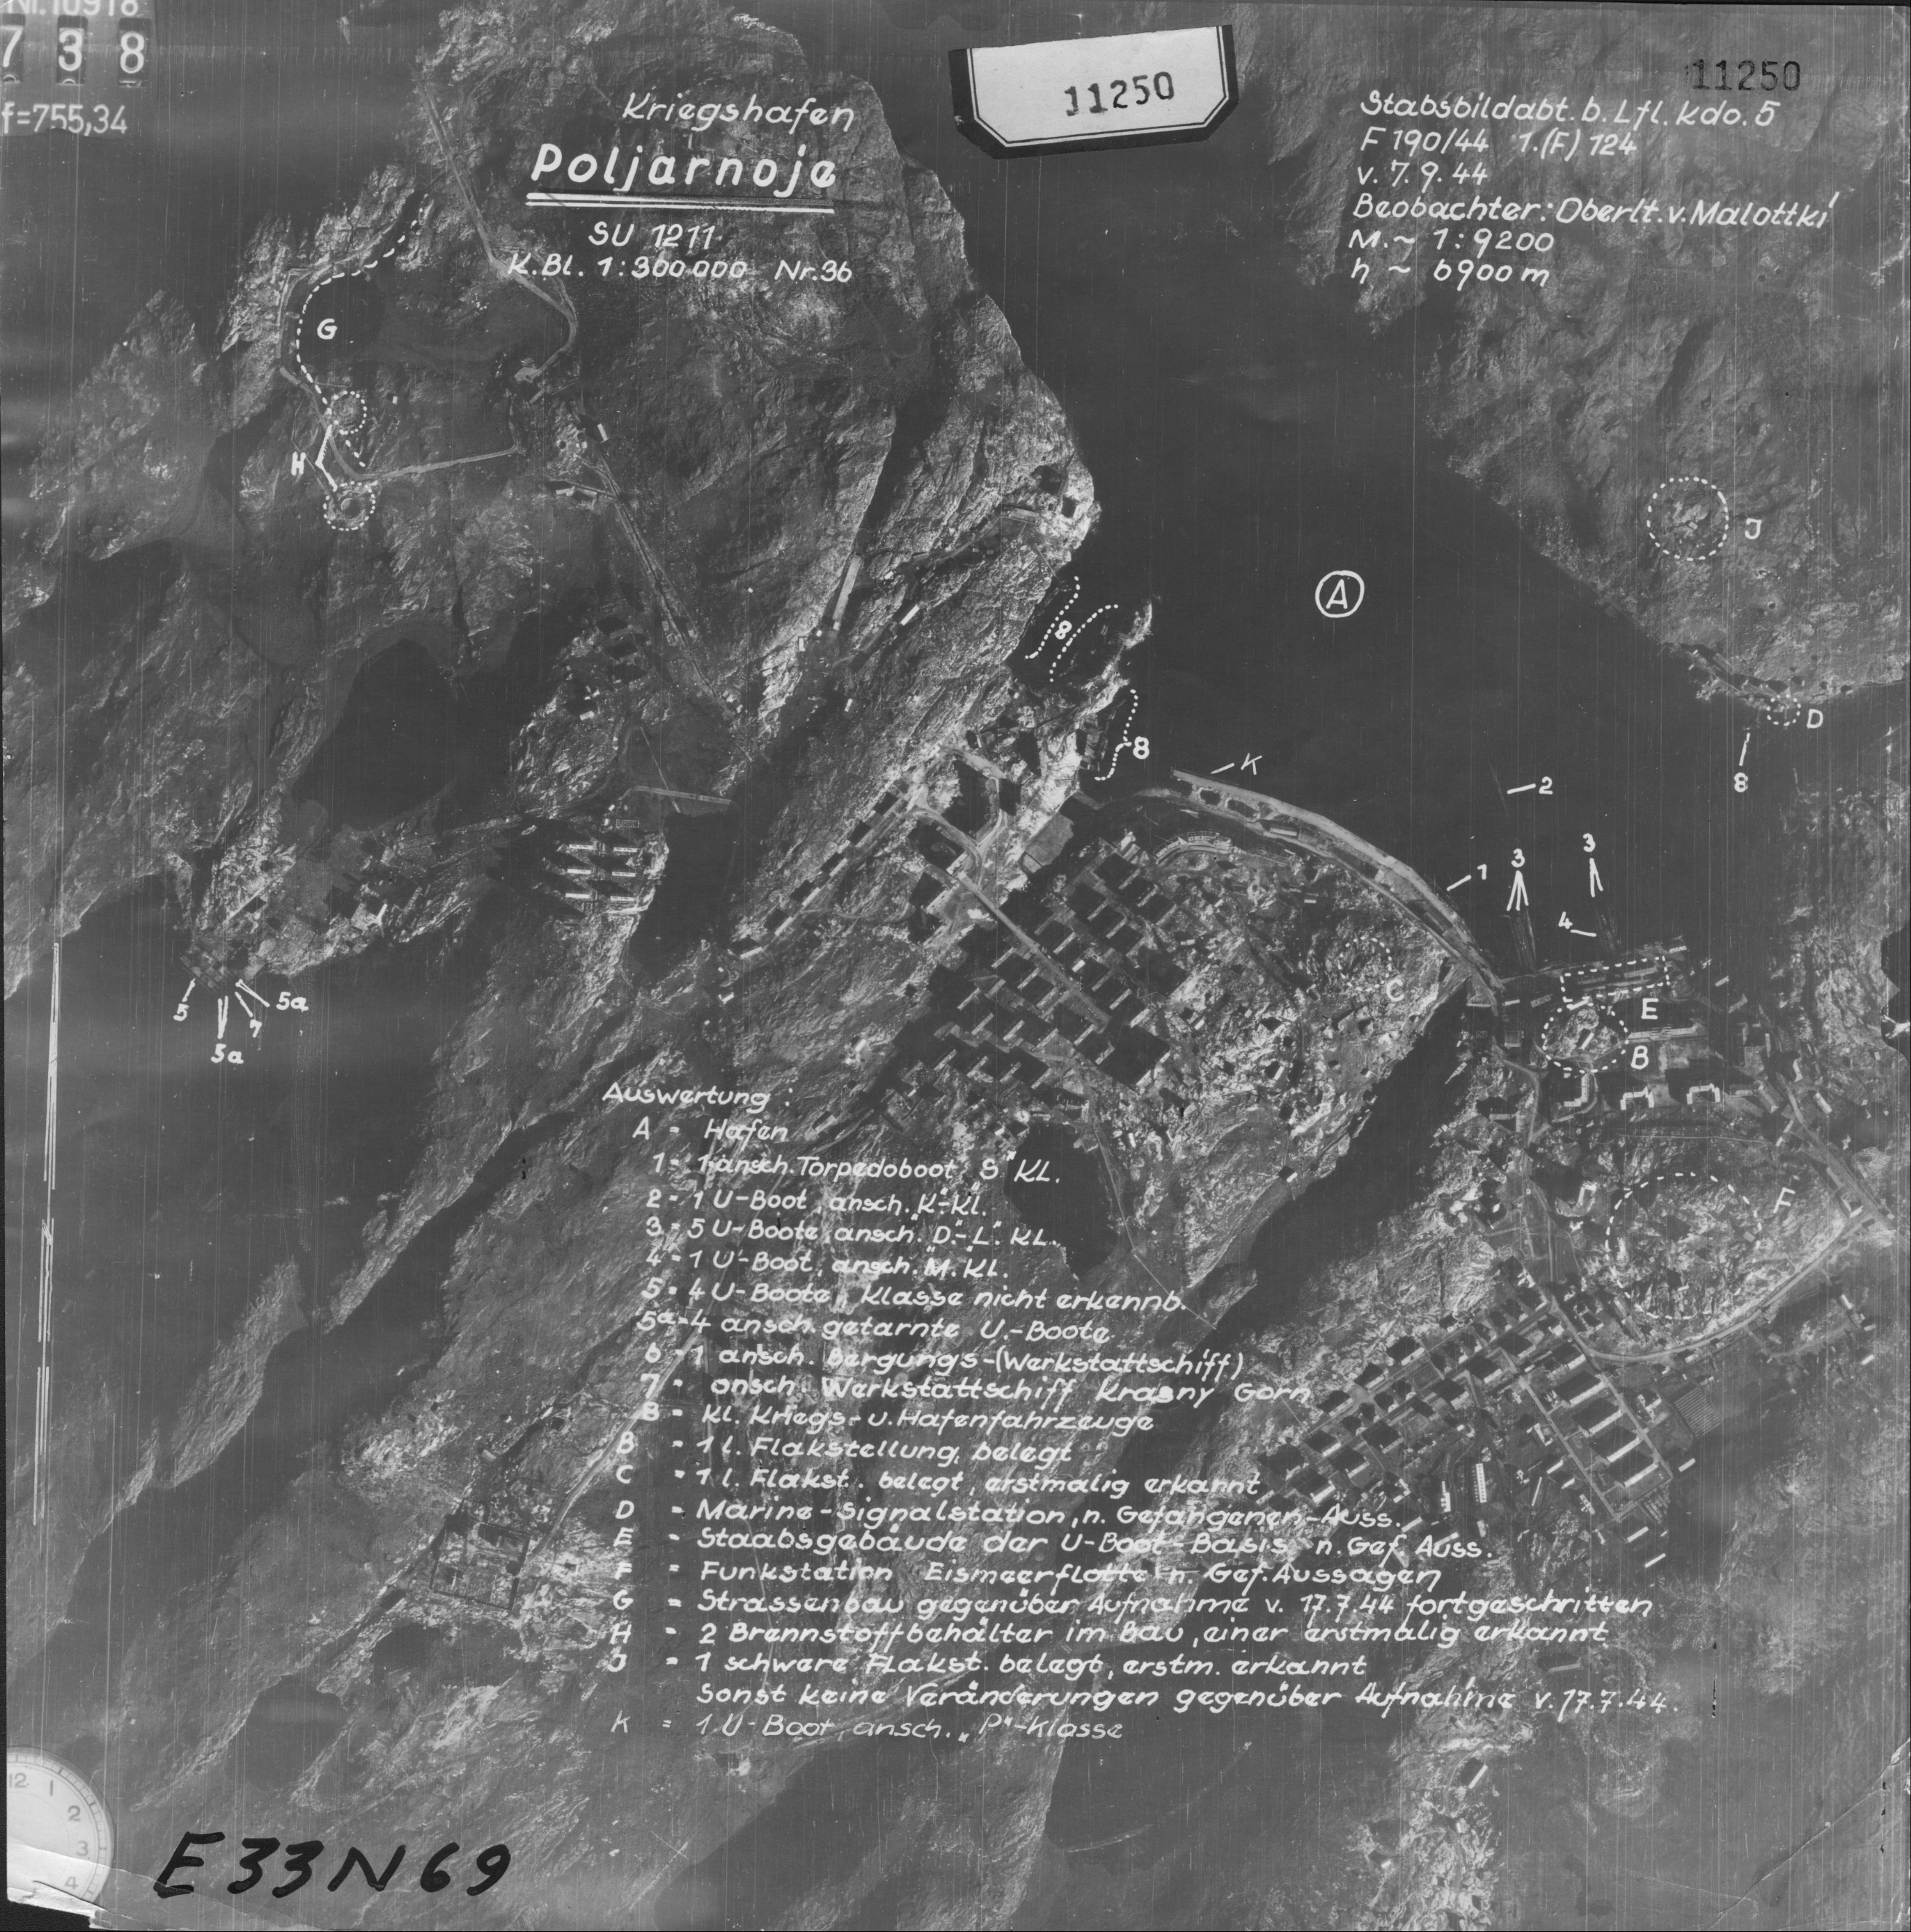 Nr.10918
7 3 8
f=755,34
11250
11250
Kriegshafen
Poljarnoje
SU 1211
K.Bl. 1:300000 Nr.36
Stabsbildabt. b. Lfl. Kdo. 5
F 190/44 1.(F) 124
v. 7.9.44
Beobachter: Oberlt. v. Malottki
M. ~ 1:9200
h ~ 6900 m
G
H
J
8
A
D
8
8
K
2
3
3
1
4
C
E
B
5
5a
7
5a
F
Auswertung:
A = Hafen
1 = 1 ansch. Torpedoboot „S" KL.
2 = 1 U-Boot, ansch. „K"-Kl.
3 = 5 U-Boote, ansch. „D"-„L". KL.
4 = 1 U-Boot, ansch. „M". KL.
5 = 4 U-Boote, Klasse nicht erkennb.
5a = 4 ansch. getarnte U.-Boote
6 = 1 ansch. Bergungs-(Werkstattschiff)
7 = ansch. Werkstattschiff Krasny Gorn
8 = kl. Kriegs- u. Hafenfahrzeuge
B = 1 l. Flakstellung, belegt
C = 1 l. Flakst. belegt, erstmalig erkannt
D = Marine-Signalstation, n. Gefangenen-Auss.
E = Staabsgebäude der U-Boot-Basis n. Gef. Auss.
F = Funkstation Eismeerflotte n. Gef. Aussagen
G = Strassenbau gegenüber Aufnahme v. 17.7.44 fortgeschritten
H = 2 Brennstoffbehälter im Bau, einer erstmalig erkannt
J = 1 schwere Flakst. belegt, erstm. erkannt
Sonst keine Veränderungen gegenüber Aufnahme v. 17.7.44.
K = 1 U-Boot, ansch. „P"-Klasse
12 1
2
3
4
E33N69